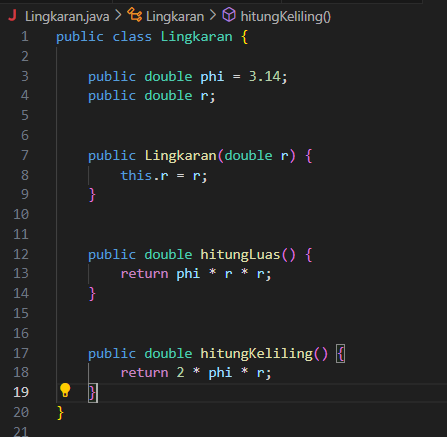 Lingkaran.java > Lingkaran > hitungKeliling()
1 public class Lingkaran {
2
3 public double phi = 3.14;
4 public double r;
5
6
7 public Lingkaran(double r) {
8 this.r = r;
9 }
10
11
12 public double hitungLuas() {
13 return phi * r * r;
14 }
15
16
17 public double hitungKeliling() {
18 return 2 * phi * r;
19 }
20 }
21